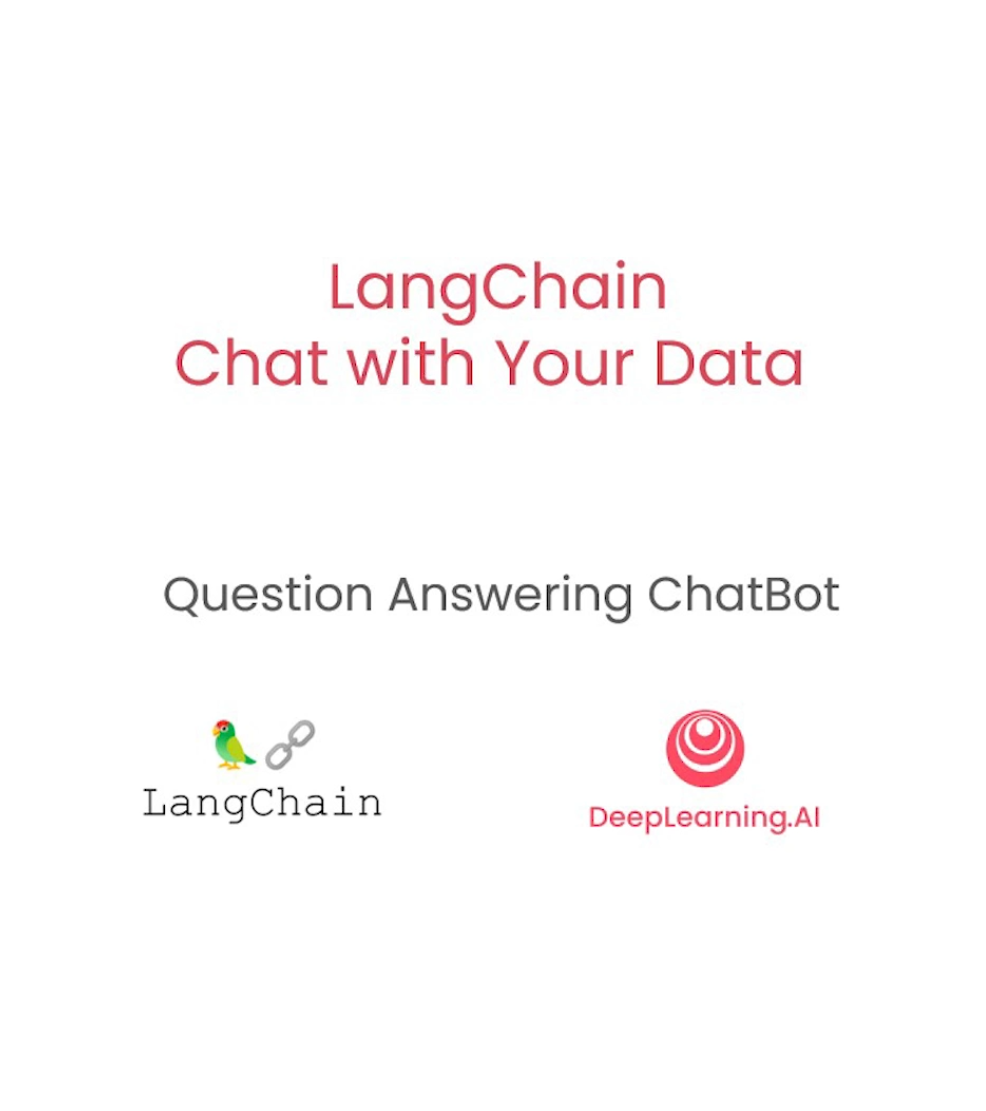 LangChain
Chat with Your Data
Question Answering ChatBot
LangChain
DeepLearning.AI